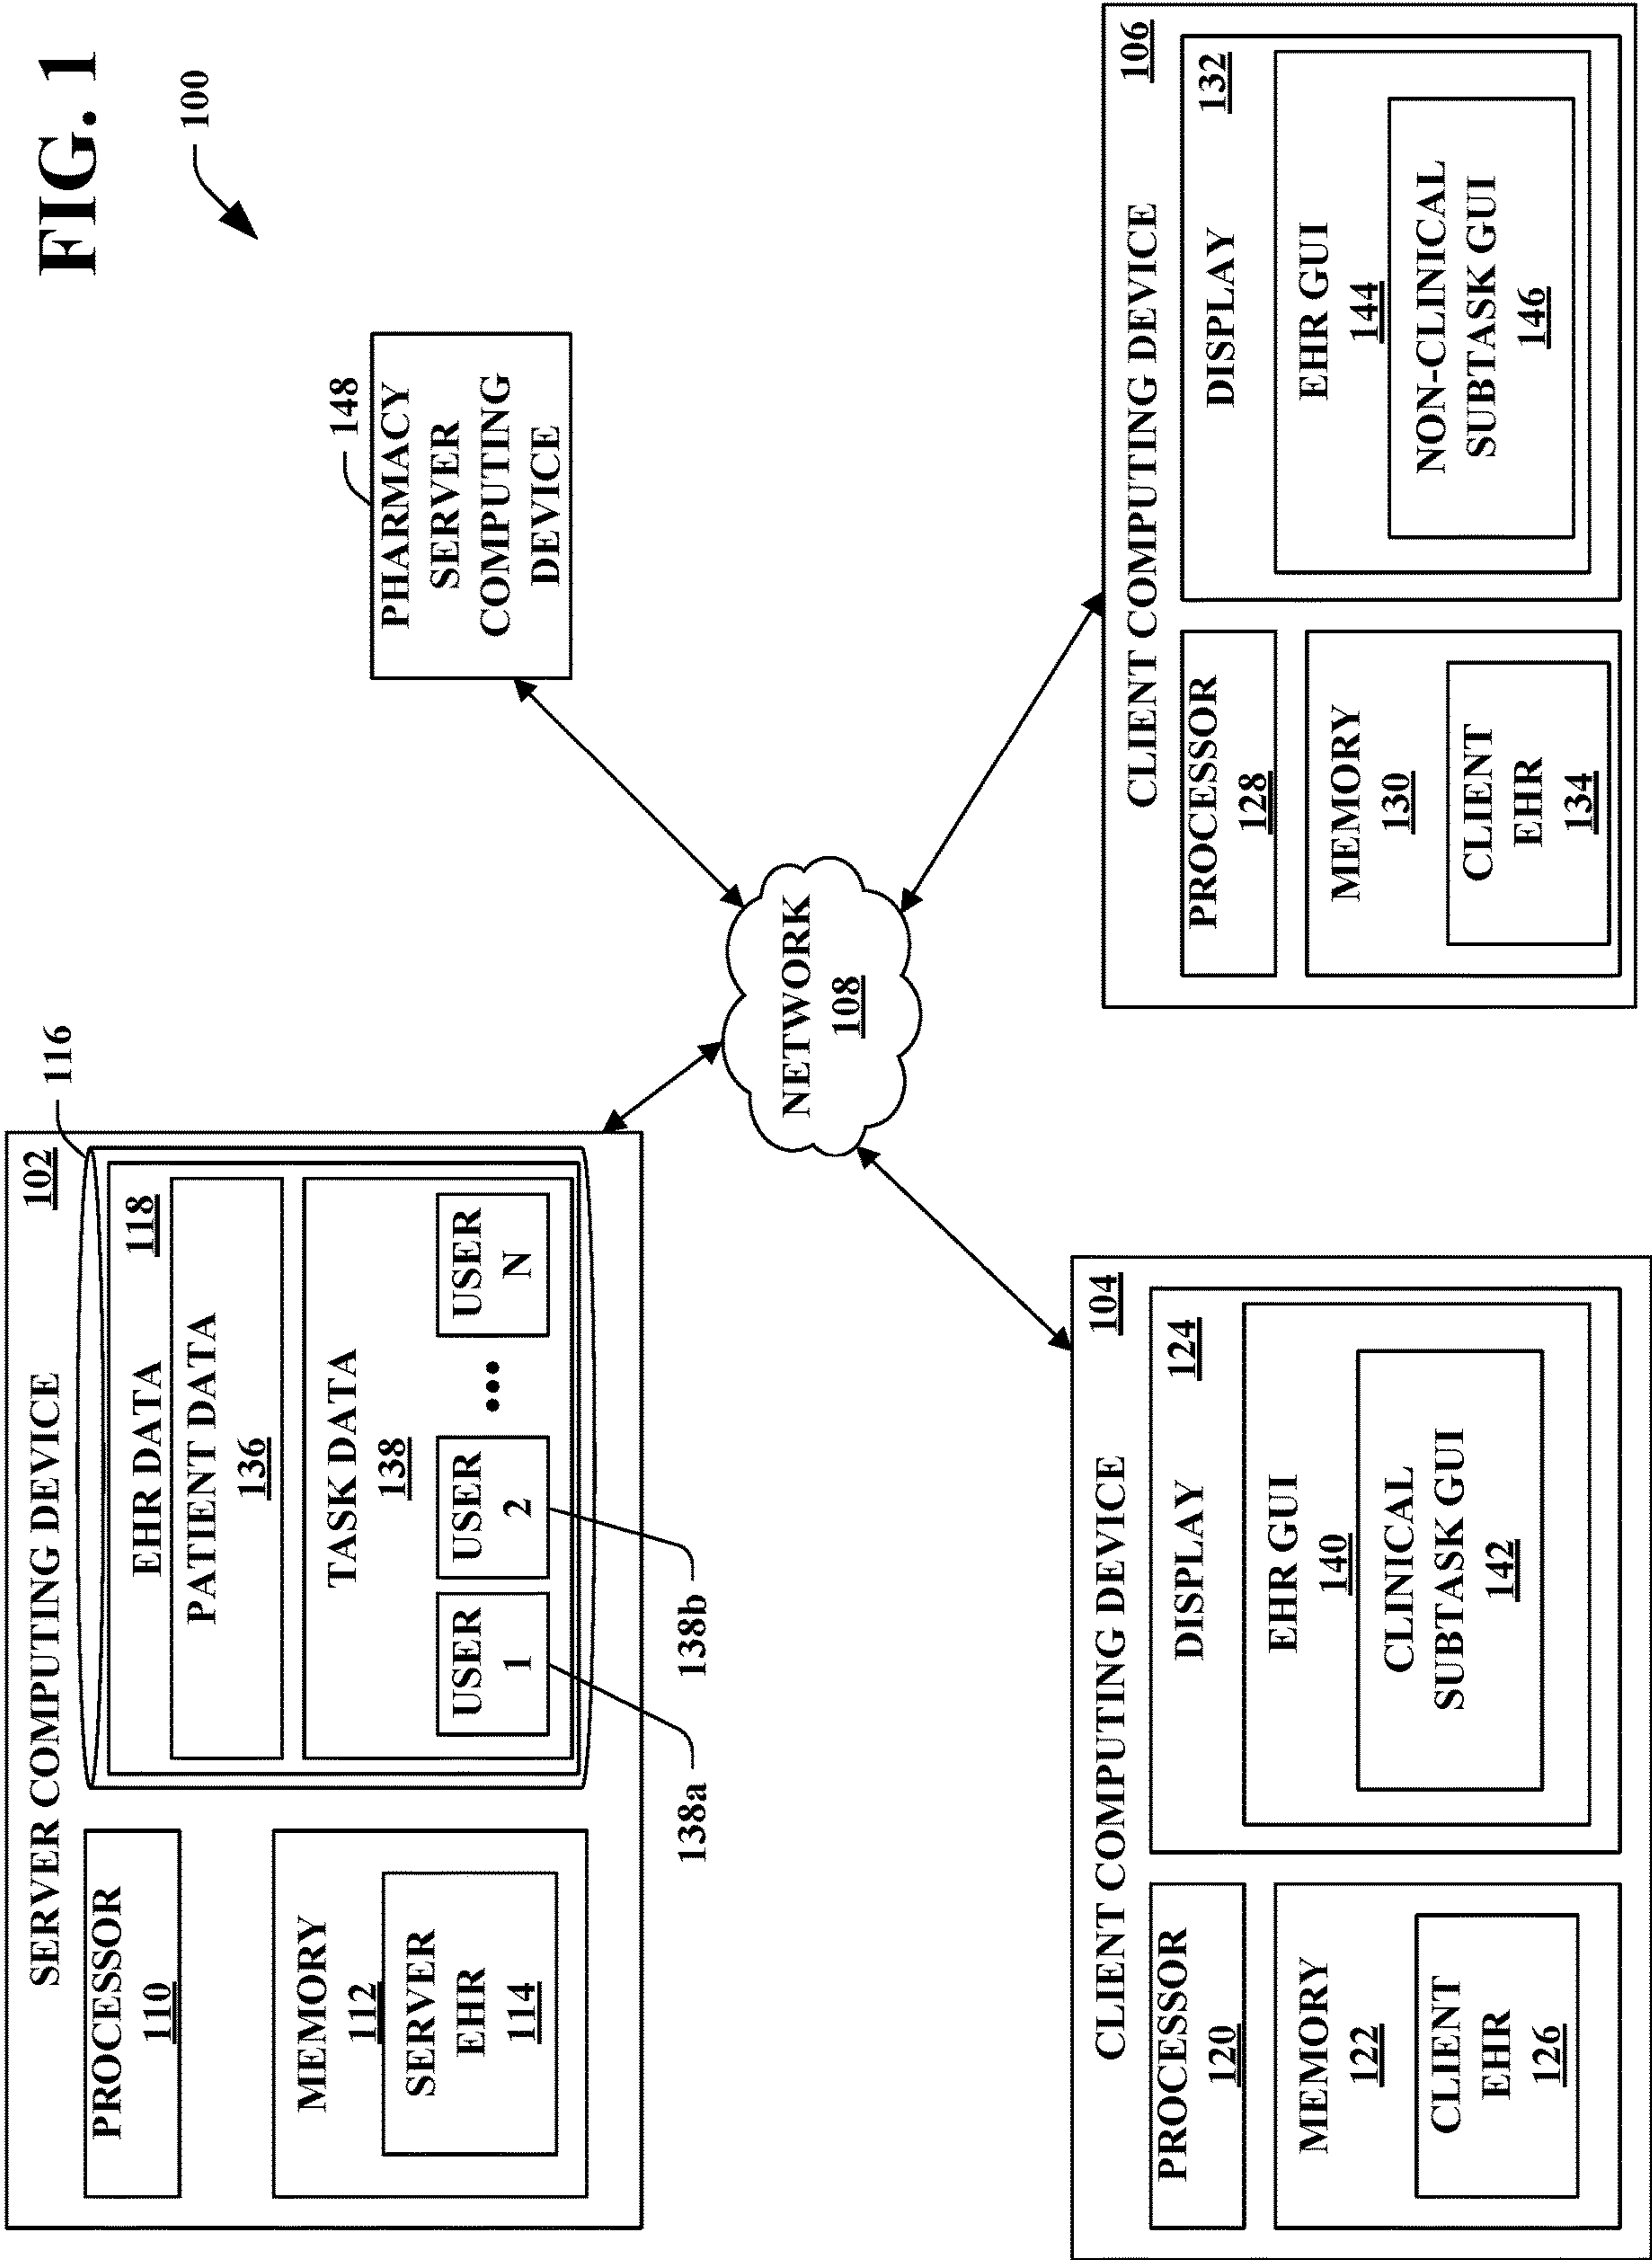 FIG. 1
100
SERVER COMPUTING DEVICE
102
116
PROCESSOR
110
MEMORY
112
SERVER
EHR
114
EHR DATA
118
PATIENT DATA
136
TASK DATA
138
USER
1
USER
2
•••
USER
N
138a
138b
148
PHARMACY
SERVER
COMPUTING
DEVICE
NETWORK
108
CLIENT COMPUTING DEVICE
104
PROCESSOR
120
MEMORY
122
CLIENT
EHR
126
DISPLAY
124
EHR GUI
140
CLINICAL
SUBTASK GUI
142
CLIENT COMPUTING DEVICE
106
PROCESSOR
128
MEMORY
130
CLIENT
EHR
134
DISPLAY
132
EHR GUI
144
NON-CLINICAL
SUBTASK GUI
146